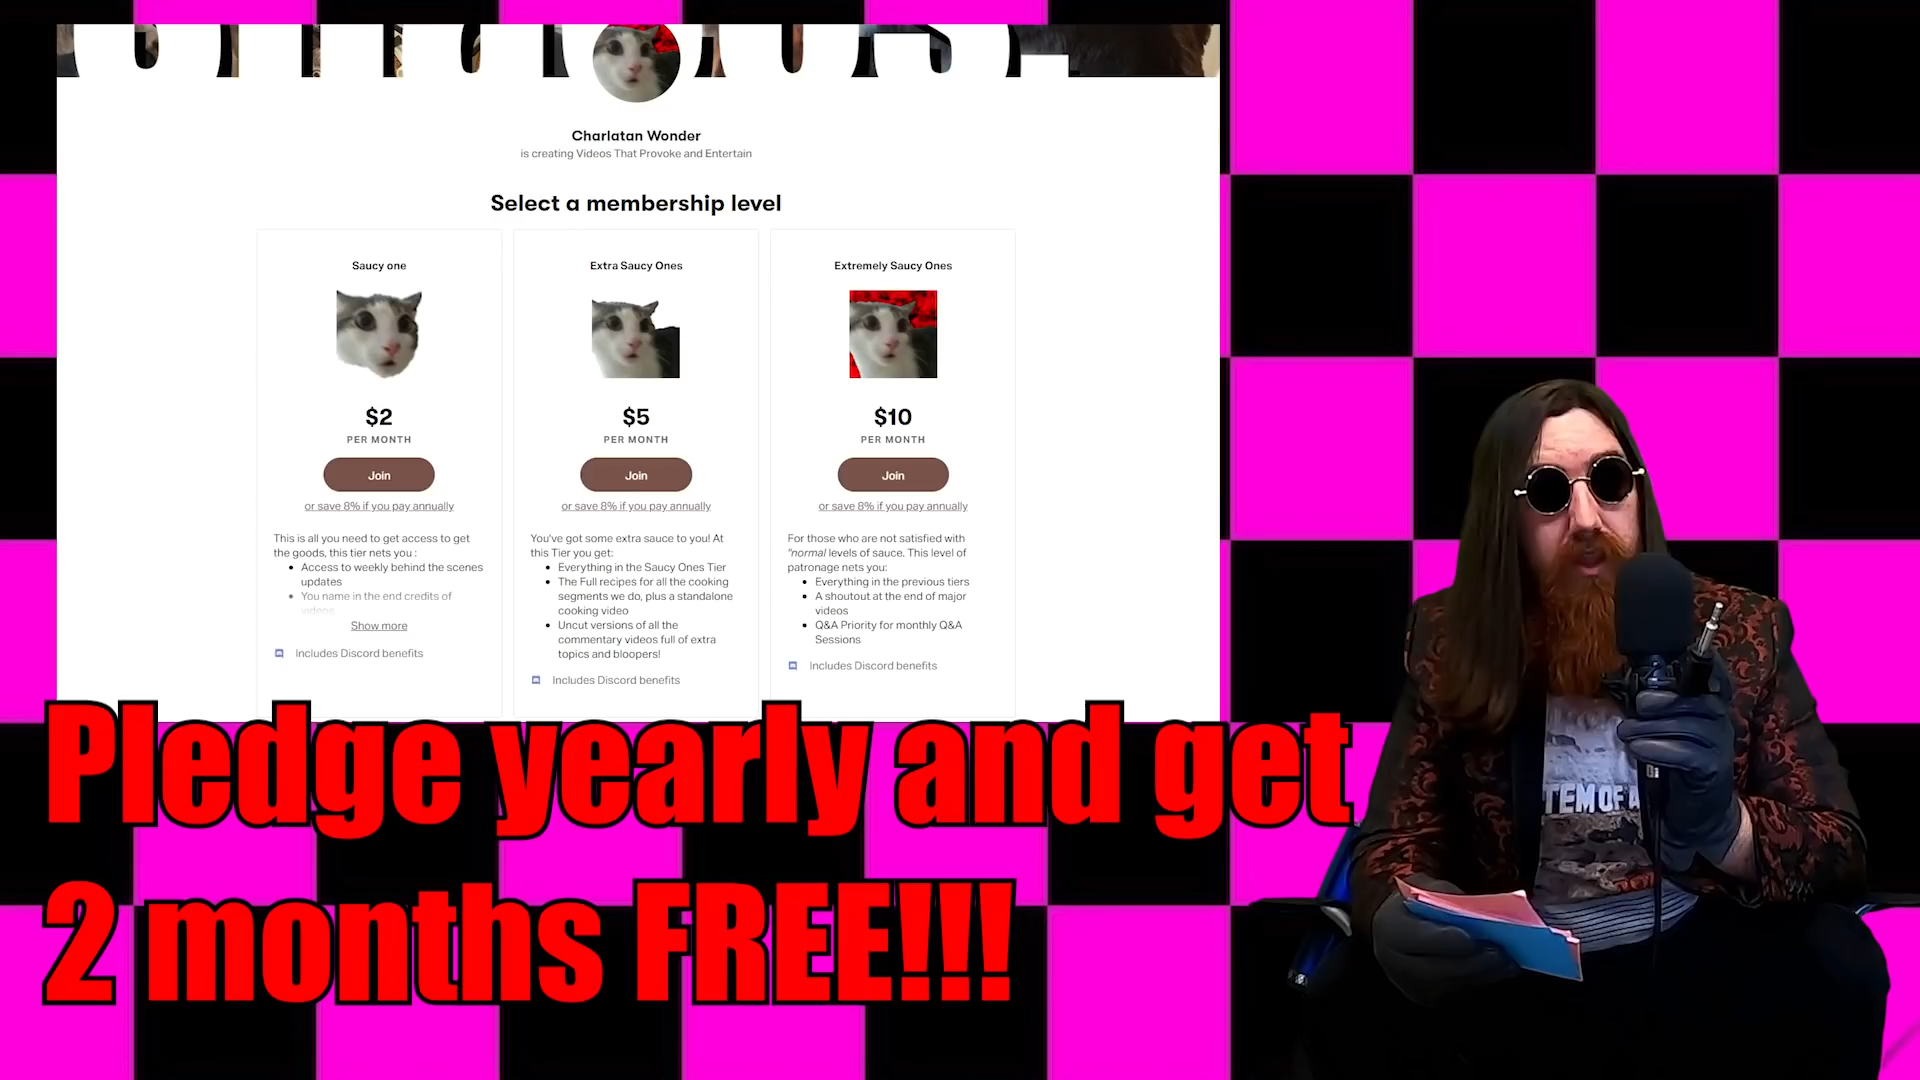 Charlatan Wonder
is creating Videos That Provoke and Entertain
Select a membership level
Saucy one
$2
PER MONTH
Join
or save 8% if you pay annually
This is all you need to get access to get
the goods, this tier nets you :
Access to weekly behind the scenes
updates
You name in the end credits of
videos
Show more
Includes Discord benefits
Extra Saucy Ones
$5
PER MONTH
Join
or save 8% if you pay annually
You've got some extra sauce to you! At
this Tier you get:
Everything in the Saucy Ones Tier
The Full recipes for all the cooking
segments we do, plus a standalone
cooking video
Uncut versions of all the
commentary videos full of extra
topics and bloopers!
Includes Discord benefits
Extremely Saucy Ones
$10
PER MONTH
Join
or save 8% if you pay annually
For those who are not satisfied with
"normal levels of sauce. This level of
patronage nets you:
Everything in the previous tiers
A shoutout at the end of major
videos
Q&A Priority for monthly Q&A
Sessions
Includes Discord benefits
Pledge yearly and get
2 months FREE!!!
TEM OF A